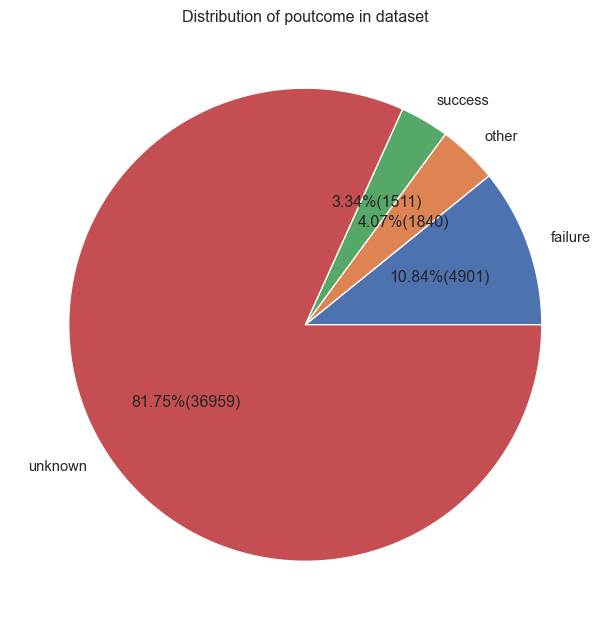 Distribution of poutcome in dataset
success
other
3.34%(1511)
4.07%(1840)
failure
10.84%(4901)
81.75%(36959)
unknown